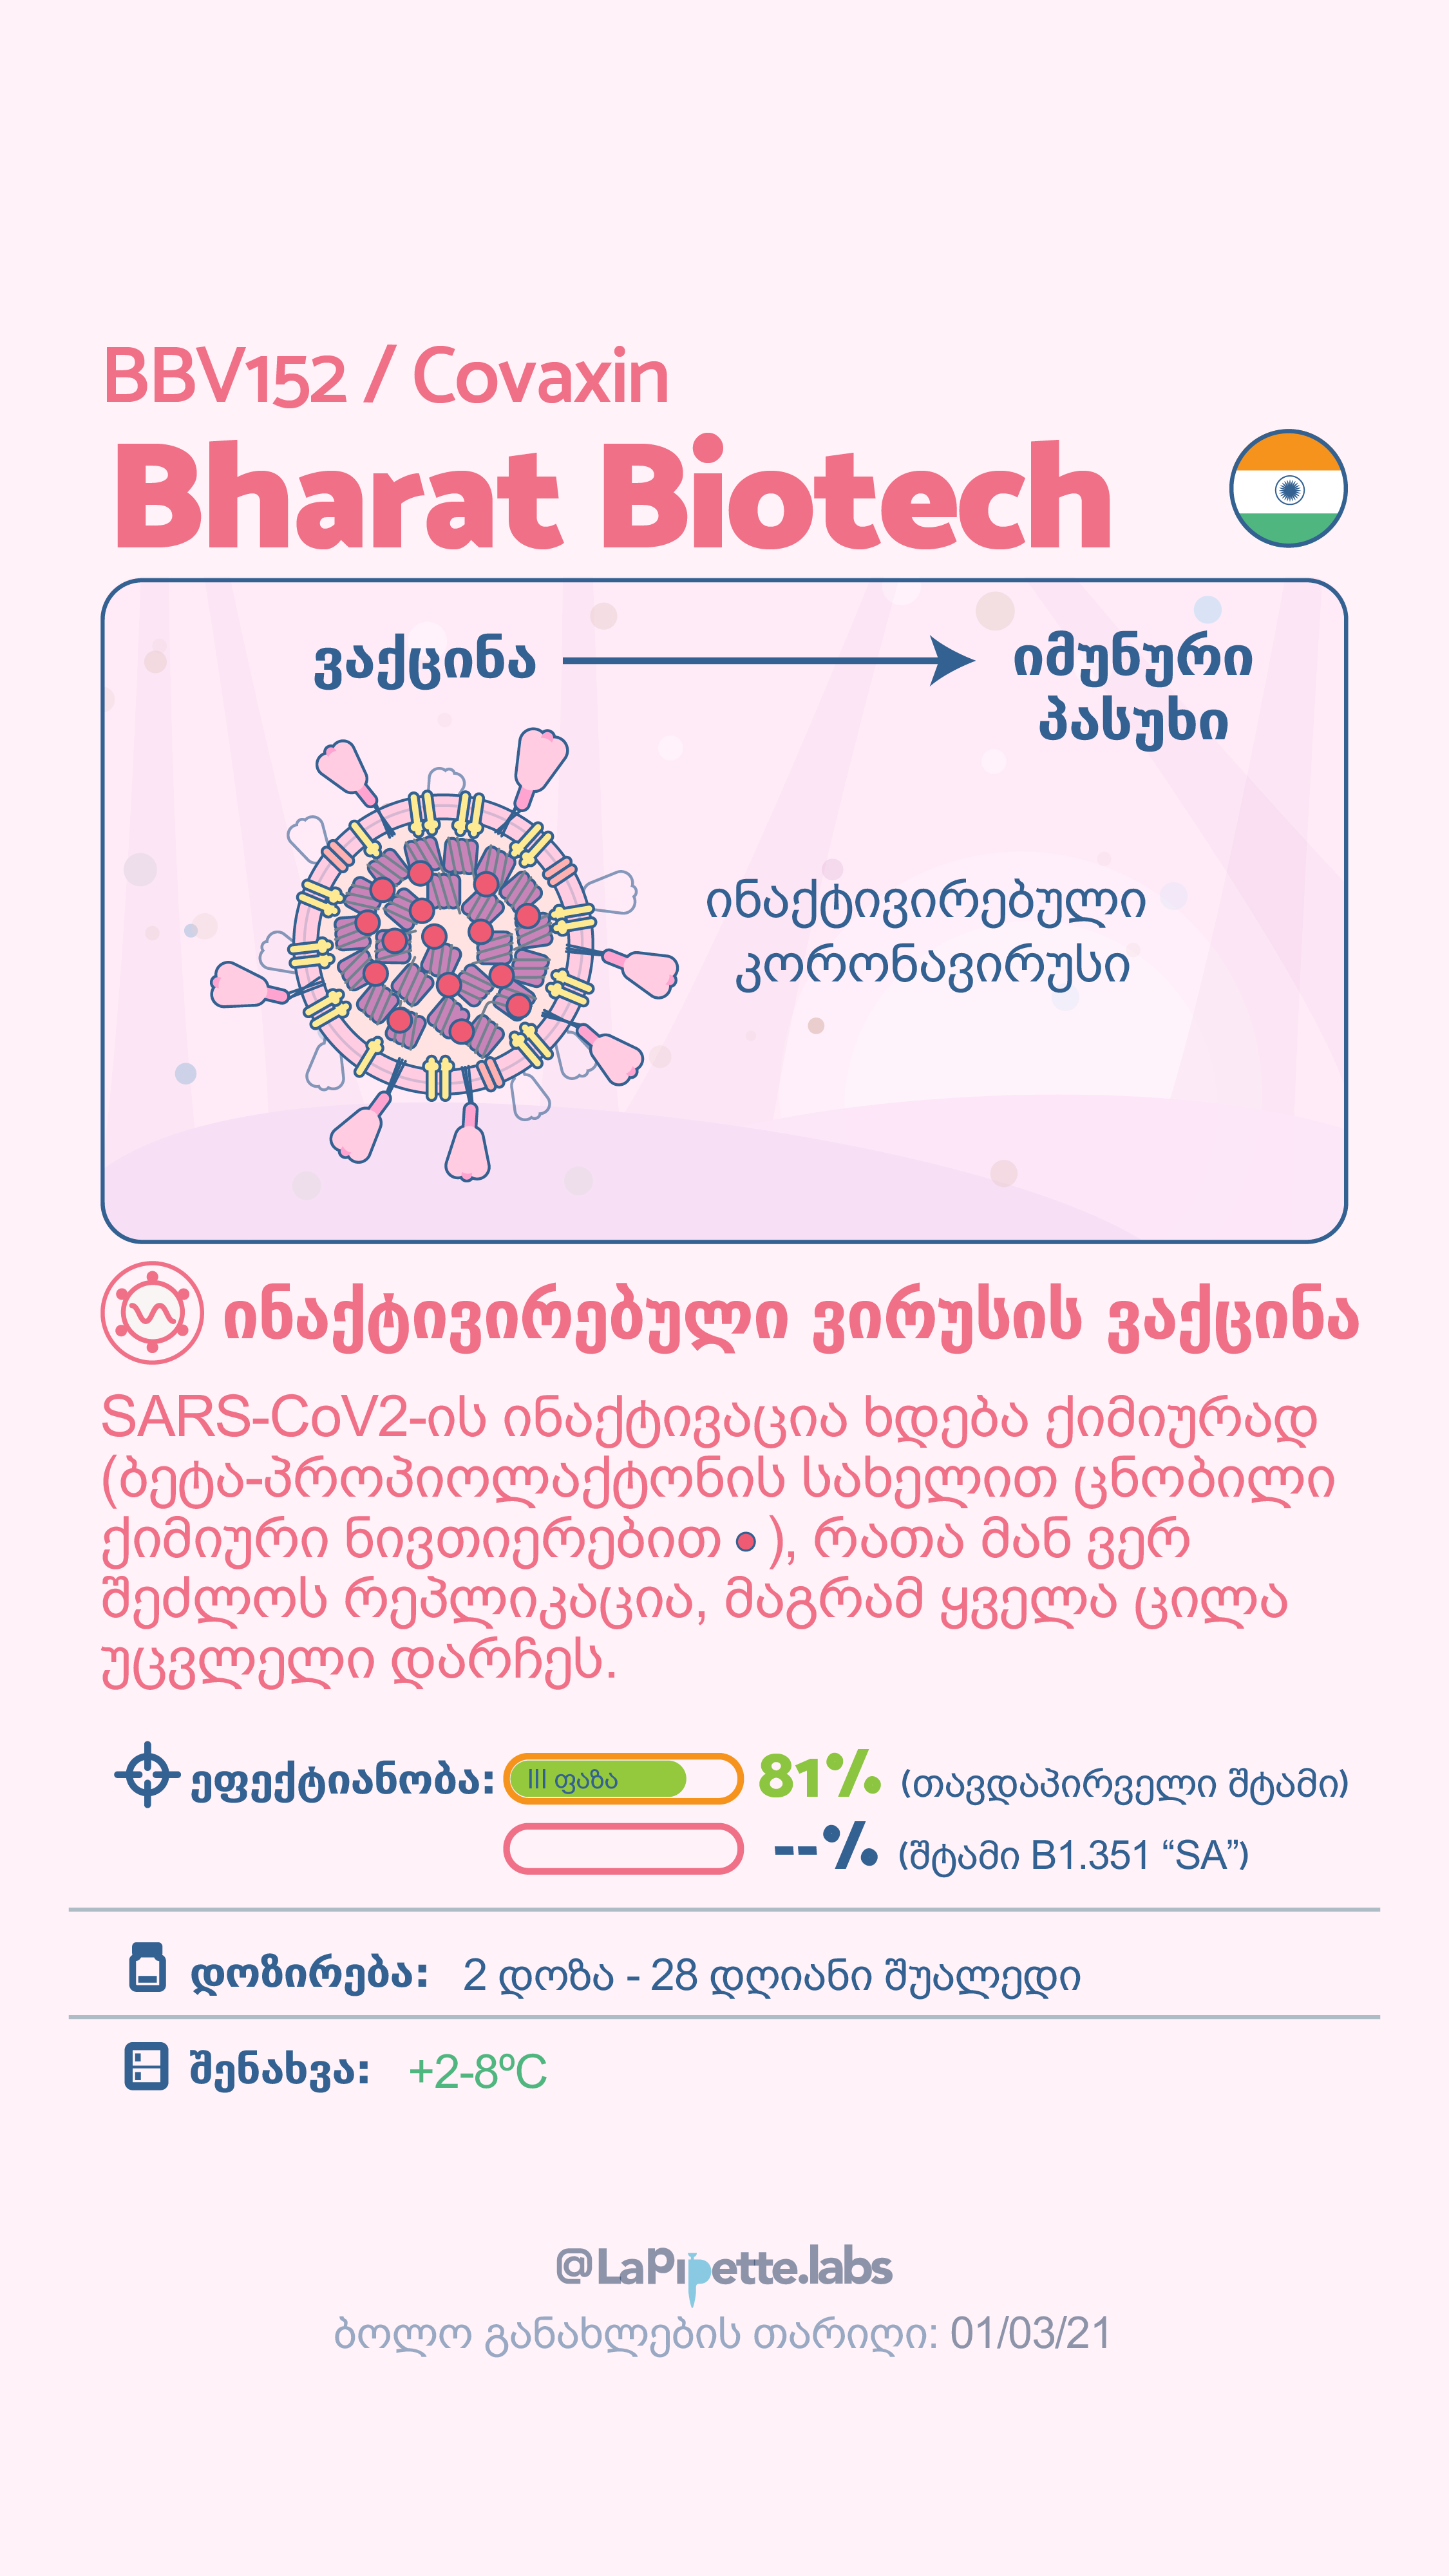 BBV152 / Covaxin
Bharat Biotech
ვაქცინა
იმუნური
პასუხი
ინაქტივირებული
კორონავირუსი
ინაქტივირებული ვირუსის ვაქცინა
SARS-CoV2-ის ინაქტივაცია ხდება ქიმიურად
(ბეტა-პროპიოლაქტონის სახელით ცნობილი
ქიმიური ნივთიერებით ), რათა მან ვერ
შეძლოს რეპლიკაცია, მაგრამ ყველა ცილა
უცვლელი დარჩეს.
ეფექტიანობა: III ფაზა 81% (თავდაპირველი შტამი)
--% (შტამი B1.351 “SA”)
დოზირება: 2 დოზა - 28 დღიანი შუალედი
შენახვა: +2-8ºC
@LaPipette.labs
ბოლო განახლების თარიღი: 01/03/21